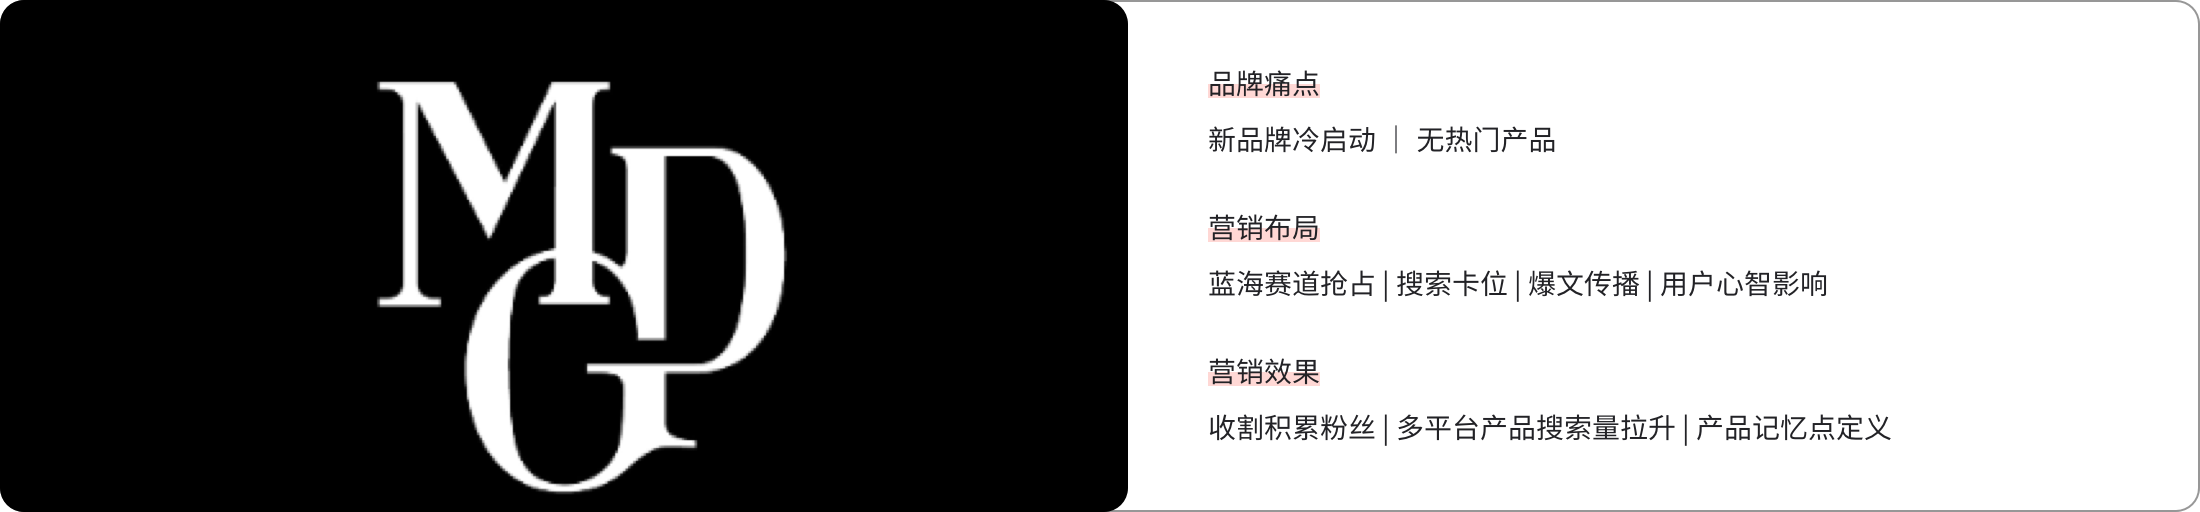 MDG
品牌痛点
新品牌冷启动 ｜ 无热门产品
营销布局
蓝海赛道抢占 | 搜索卡位 | 爆文传播 | 用户心智影响
营销效果
收割积累粉丝 | 多平台产品搜索量拉升 | 产品记忆点定义